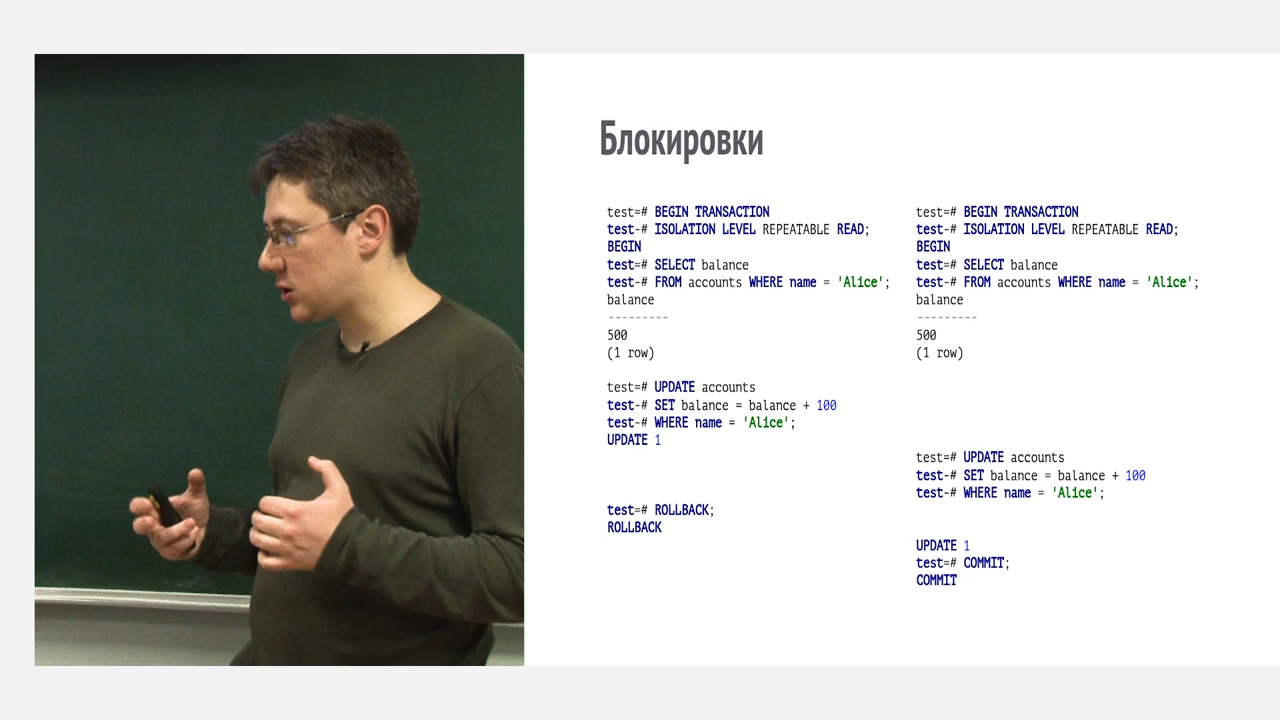 Блокировки
test=# BEGIN TRANSACTION
test-# ISOLATION LEVEL REPEATABLE READ;
BEGIN
test=# SELECT balance
test-# FROM accounts WHERE name = 'Alice';
balance
---------
500
(1 row)
test=# UPDATE accounts
test-# SET balance = balance + 100
test-# WHERE name = 'Alice';
UPDATE 1
test=# ROLLBACK;
ROLLBACK
test=# BEGIN TRANSACTION
test-# ISOLATION LEVEL REPEATABLE READ;
BEGIN
test=# SELECT balance
test-# FROM accounts WHERE name = 'Alice';
balance
---------
500
(1 row)
test=# UPDATE accounts
test-# SET balance = balance + 100
test-# WHERE name = 'Alice';
UPDATE 1
test=# COMMIT;
COMMIT